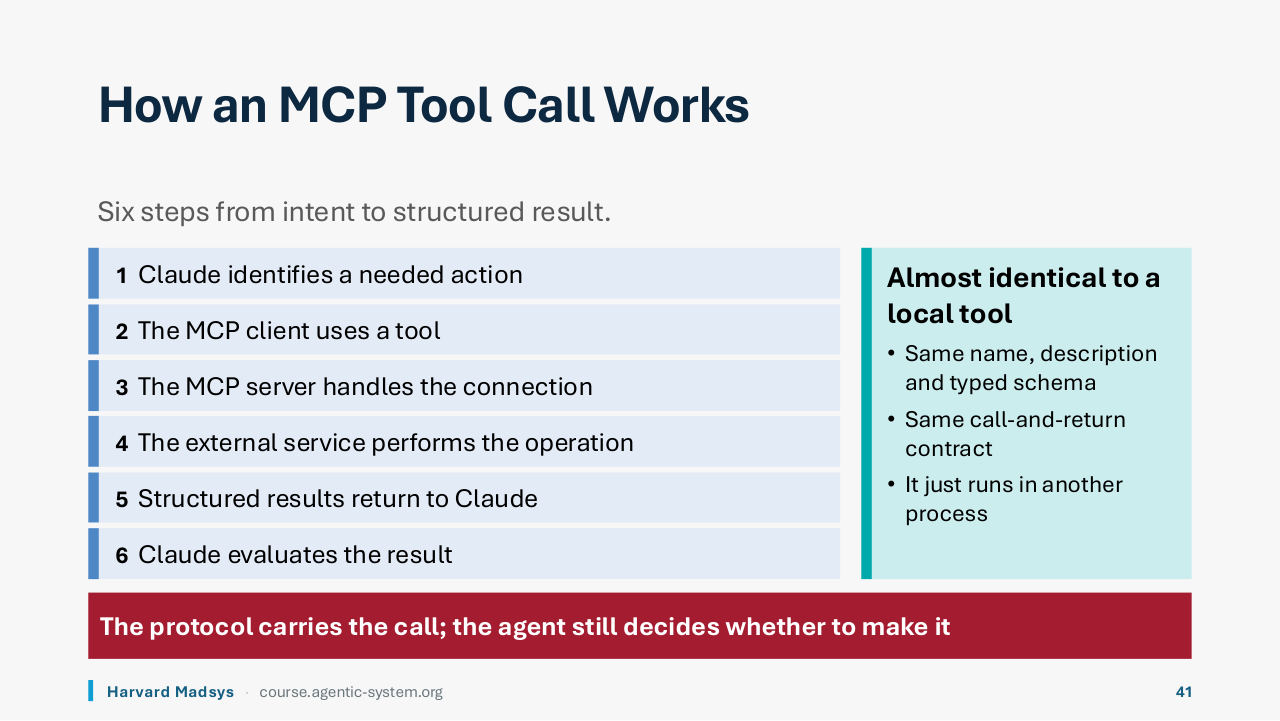 How an MCP Tool Call Works
Six steps from intent to structured result.
1 Claude identifies a needed action
2 The MCP client uses a tool
3 The MCP server handles the connection
4 The external service performs the operation
5 Structured results return to Claude
6 Claude evaluates the result
Almost identical to a
local tool
• Same name, description
and typed schema
• Same call-and-return
contract
• It just runs in another
process
The protocol carries the call; the agent still decides whether to make it
Harvard Madsys · course.agentic-system.org
41